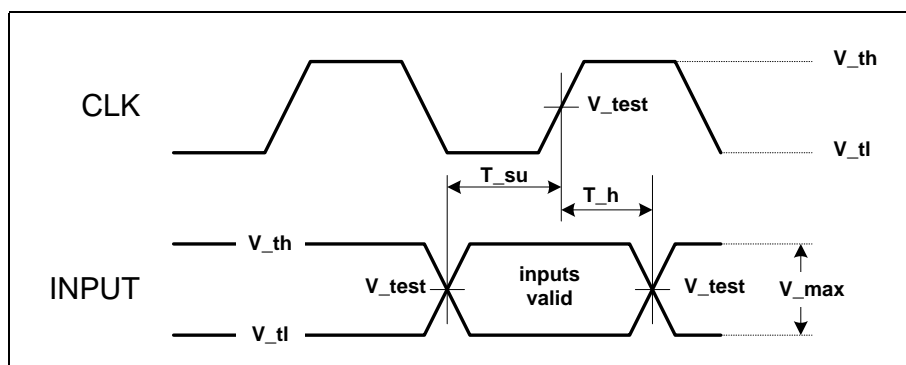 V_th
CLK
V_test
V_tl
T_su
T_h
V_th
INPUT
V_test
inputs
valid
V_test
V_max
V_tl